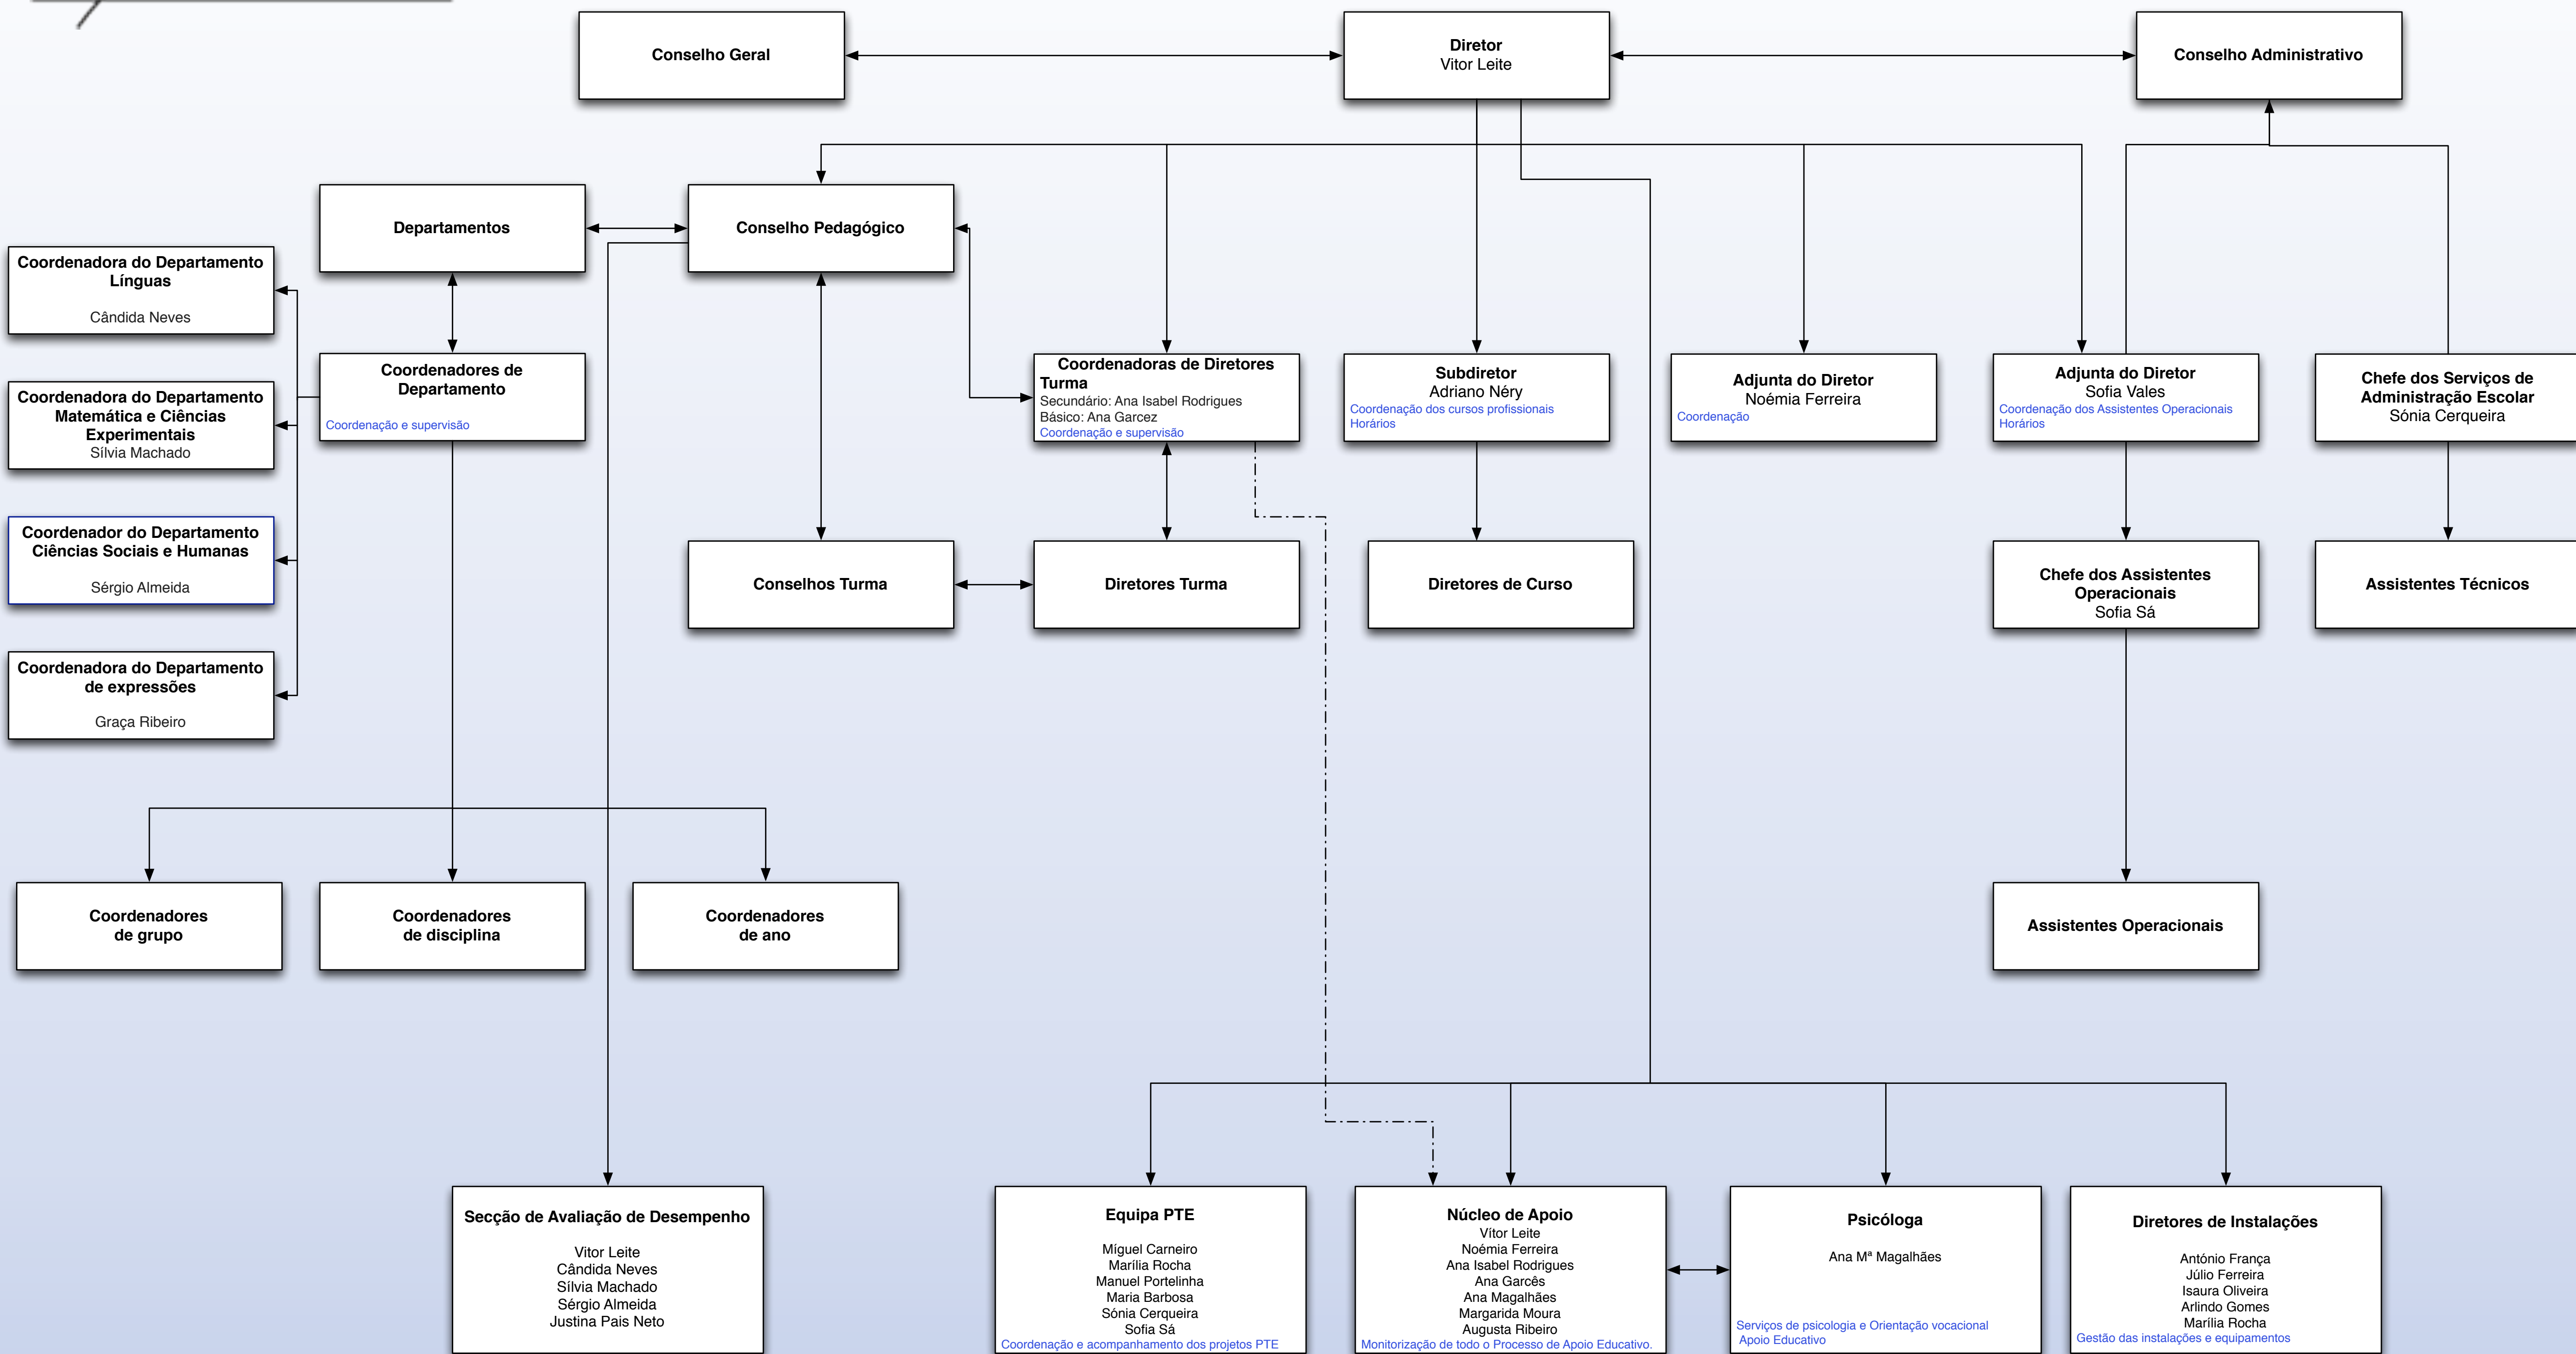 Conselho Geral
Diretor
Vitor Leite
Conselho Administrativo
Departamentos
Conselho Pedagógico
Coordenadora do Departamento
Línguas
Cândida Neves
Coordenadora do Departamento
Matemática e Ciências
Experimentais
Sílvia Machado
Coordenador do Departamento
Ciências Sociais e Humanas
Sérgio Almeida
Coordenadora do Departamento
de expressões
Graça Ribeiro
Coordenadores de
Departamento
Coordenação e supervisão
Coordenadoras de Diretores
Turma
Secundário: Ana Isabel Rodrigues
Básico: Ana Garcez
Coordenação e supervisão
Subdiretor
Adriano Néry
Coordenação dos cursos profissionais
Horários
Adjunta do Diretor
Noémia Ferreira
Coordenação
Adjunta do Diretor
Sofia Vales
Coordenação dos Assistentes Operacionais
Horários
Chefe dos Serviços de
Administração Escolar
Sónia Cerqueira
Conselhos Turma
Diretores Turma
Diretores de Curso
Chefe dos Assistentes
Operacionais
Sofia Sá
Assistentes Técnicos
Coordenadores
de grupo
Coordenadores
de disciplina
Coordenadores
de ano
Assistentes Operacionais
Secção de Avaliação de Desempenho
Vitor Leite
Cândida Neves
Sílvia Machado
Sérgio Almeida
Justina Pais Neto
Equipa PTE
Míguel Carneiro
Marília Rocha
Manuel Portelinha
Maria Barbosa
Sónia Cerqueira
Sofia Sá
Coordenação e acompanhamento dos projetos PTE
Núcleo de Apoio
Vítor Leite
Noémia Ferreira
Ana Isabel Rodrigues
Ana Garcês
Ana Magalhães
Margarida Moura
Augusta Ribeiro
Monitorização de todo o Processo de Apoio Educativo.
Psicóloga
Ana Mª Magalhães
Serviços de psicologia e Orientação vocacional
Apoio Educativo
Diretores de Instalações
António França
Júlio Ferreira
Isaura Oliveira
Arlindo Gomes
Marília Rocha
Gestão das instalações e equipamentos